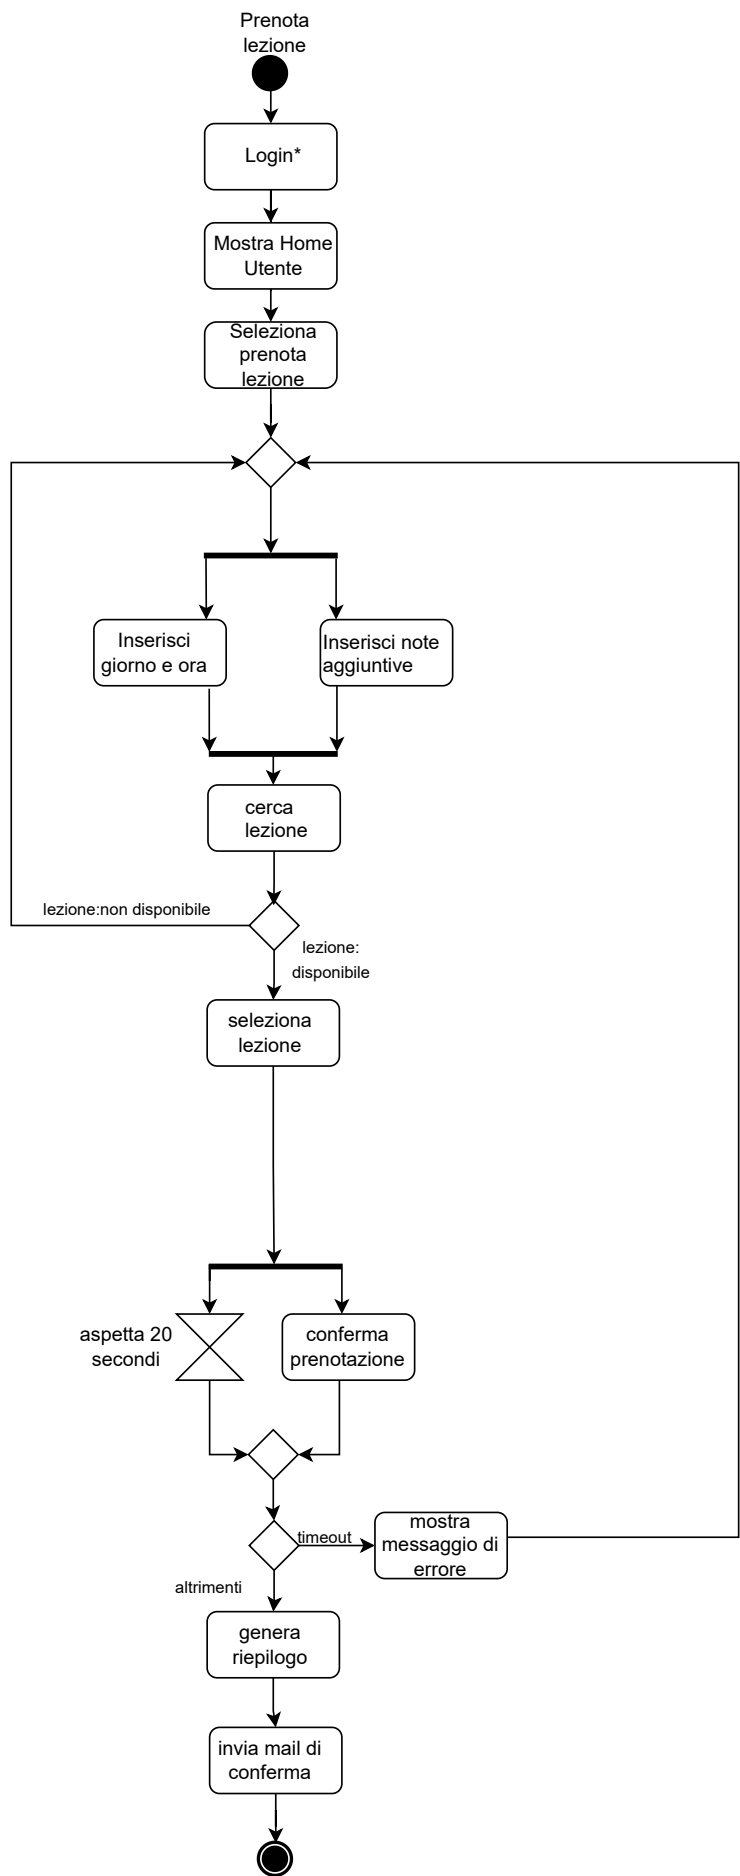 Prenota
lezione
Login*
Mostra Home
Utente
Seleziona
prenota
lezione
Inserisci
giorno e ora
Inserisci note
aggiuntive
cerca
lezione
lezione:non disponibile
lezione:
disponibile
seleziona
lezione
aspetta 20
secondi
conferma
prenotazione
timeout
mostra
messaggio di
errore
altrimenti
genera
riepilogo
invia mail di
conferma